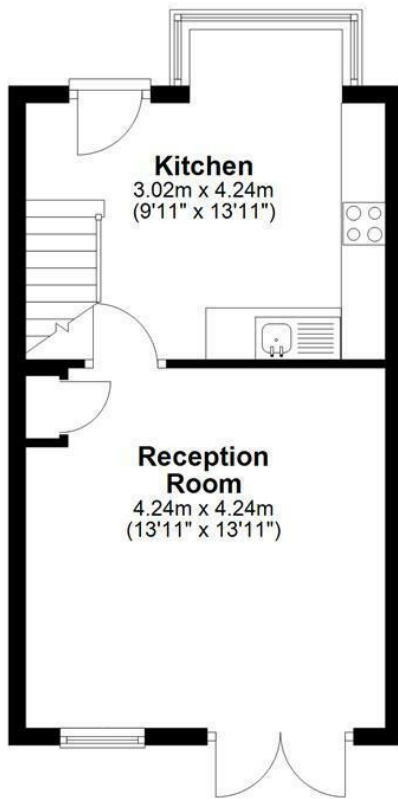 Kitchen
3.02m x 4.24m
(9'11" x 13'11")
Reception
Room
4.24m x 4.24m
(13'11" x 13'11")